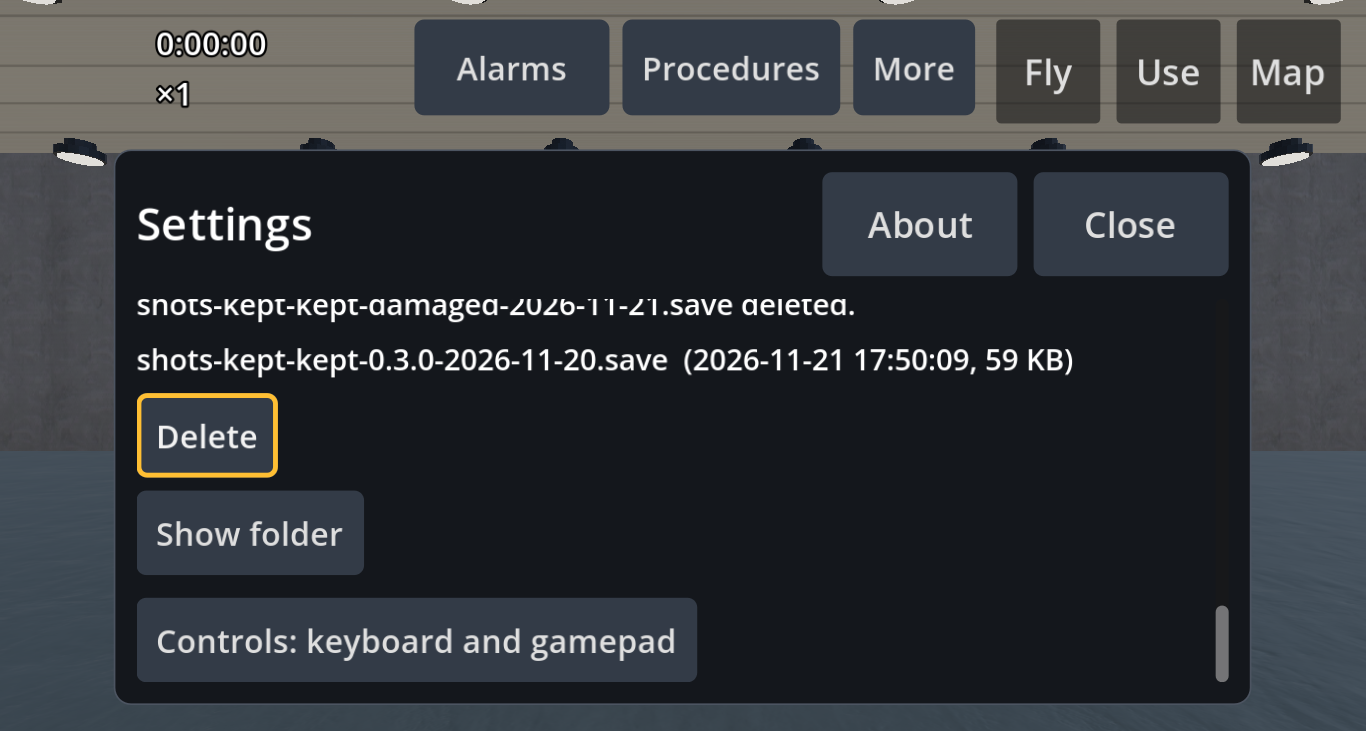 0:00:00
×1
Alarms
Procedures
More
Fly
Use
Map
Settings
About
Close
shots-kept-kept-damaged-2026-11-21.save deleted.
shots-kept-kept-0.3.0-2026-11-20.save (2026-11-21 17:50:09, 59 KB)
Delete
Show folder
Controls: keyboard and gamepad